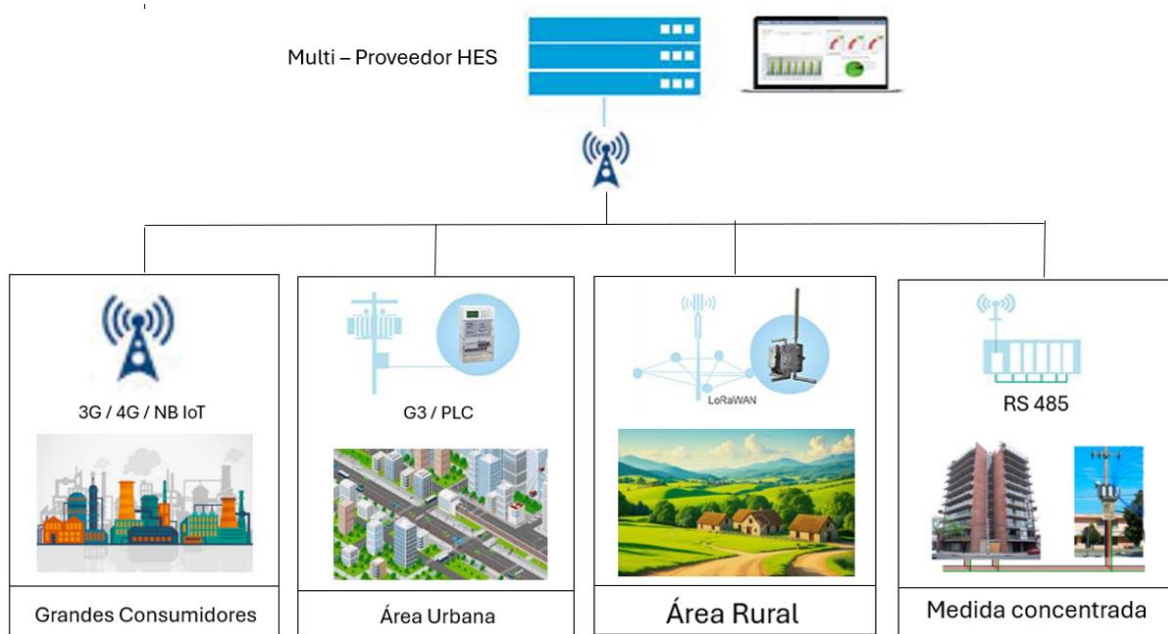 Multi – Proveedor HES
3G / 4G / NB IoT
G3 / PLC
LoRaWAN
RS 485
Grandes Consumidores
Área Urbana
Área Rural
Medida concentrada